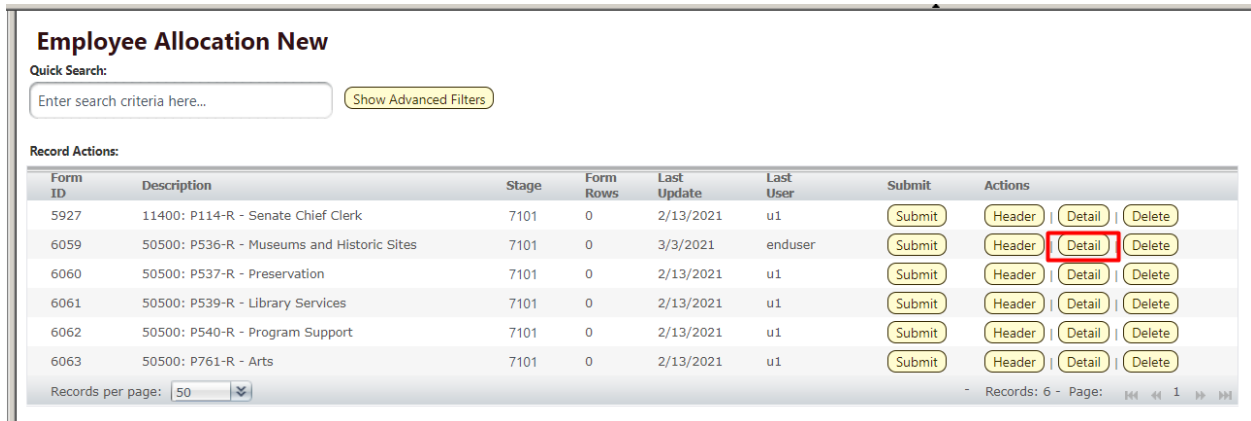 Employee Allocation New
Quick Search:
Enter search criteria here... Show Advanced Filters
Record Actions:
Form ID Description Stage Form Rows Last Update Last User Submit Actions
5927 11400: P114-R - Senate Chief Clerk 7101 0 2/13/2021 u1 Submit Header | Detail | Delete
6059 50500: P536-R - Museums and Historic Sites 7101 0 3/3/2021 enduser Submit Header | Detail | Delete
6060 50500: P537-R - Preservation 7101 0 2/13/2021 u1 Submit Header | Detail | Delete
6061 50500: P539-R - Library Services 7101 0 2/13/2021 u1 Submit Header | Detail | Delete
6062 50500: P540-R - Program Support 7101 0 2/13/2021 u1 Submit Header | Detail | Delete
6063 50500: P761-R - Arts 7101 0 2/13/2021 u1 Submit Header | Detail | Delete
Records per page: 50 - Records: 6 - Page: 1